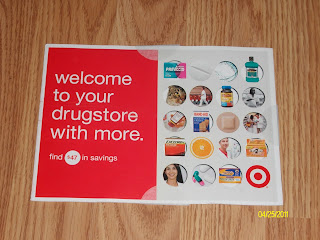 welcome
to your
drugstore
with more.
find $47 in savings
04/25/2011